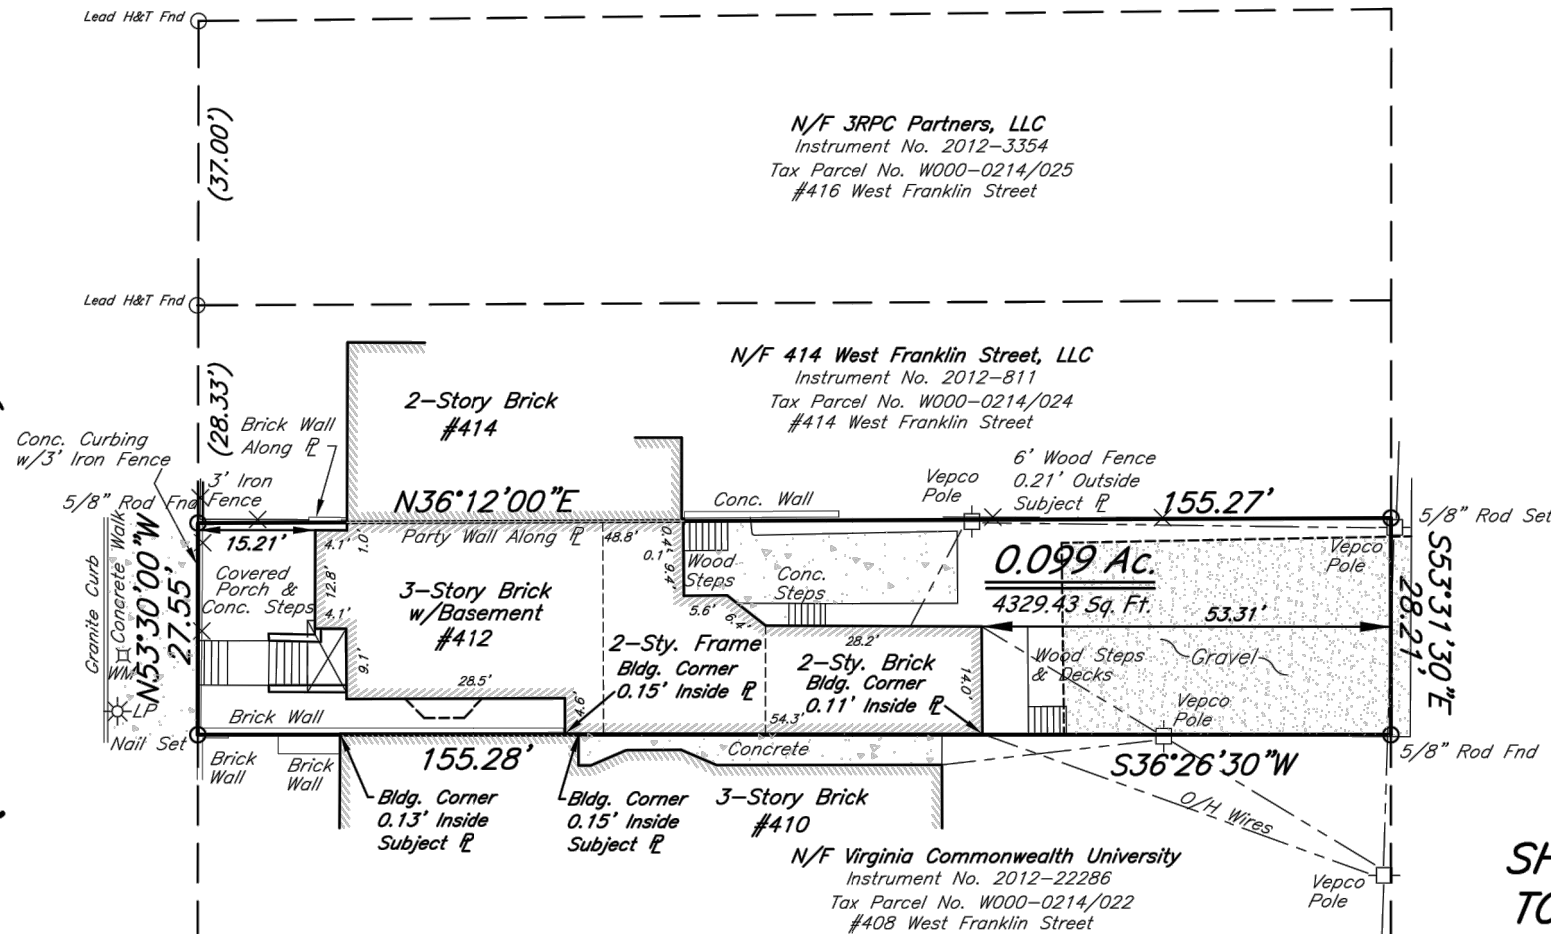 Lead H&T Fnd
(37.00')
N/F 3RPC Partners, LLC
Instrument No. 2012-3354
Tax Parcel No. W000-0214/025
#416 West Franklin Street
Lead H&T Fnd
(28.33')
N/F 414 West Franklin Street, LLC
Instrument No. 2012-811
Tax Parcel No. W000-0214/024
#414 West Franklin Street
2-Story Brick
#414
Brick Wall
Along PL
Conc. Curbing
w/3' Iron Fence
3' Iron
Fence
5/8" Rod Fnd
N36°12'00"E
Conc. Wall
Vepco
Pole
6' Wood Fence
0.21' Outside
Subject PL
155.27'
5/8" Rod Set
15.21'
4.1'
1.0'
Party Wall Along PL
48.8'
0.4'
0.1'
9.4'
Wood
Steps
Conc.
Steps
0.099 Ac.
4329.43 Sq. Ft.
Vepco
Pole
53.31'
S53°31'30"E
28.21'
Granite Curb
Concrete Walk
WM
N53°30'00"W
27.55'
Covered
Porch &
Conc. Steps
12.8'
4.1'
9.1'
3-Story Brick
w/Basement
#412
5.6'
6.4'
28.2'
2-Sty. Frame
Bldg. Corner
0.15' Inside PL
2-Sty. Brick
Bldg. Corner
0.11' Inside PL
14.0'
Wood Steps
& Decks
Gravel
Vepco
Pole
28.5'
4.6'
54.3'
LP
Nail Set
Brick Wall
Brick
Wall
Brick
Wall
155.28'
Concrete
S36°26'30"W
5/8" Rod Fnd
O/H Wires
Bldg. Corner
0.13' Inside
Subject PL
Bldg. Corner
0.15' Inside
Subject PL
3-Story Brick
#410
N/F Virginia Commonwealth University
Instrument No. 2012-22286
Tax Parcel No. W000-0214/022
#408 West Franklin Street
Vepco
Pole
SH
TO